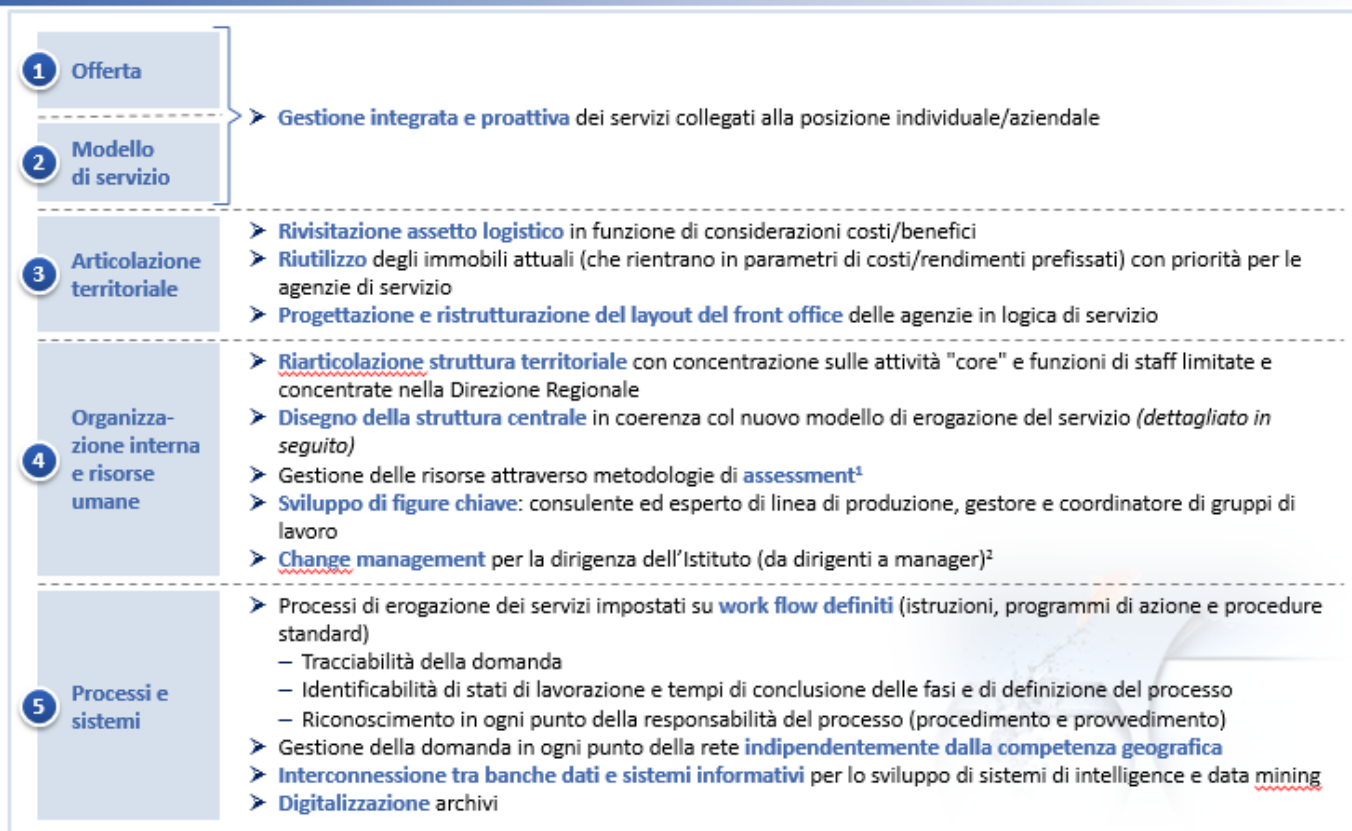 1 Offerta
➤ Gestione integrata e proattiva dei servizi collegati alla posizione individuale/aziendale
2 Modello
di servizio
3 Articolazione
territoriale
➤ Rivisitazione assetto logistico in funzione di considerazioni costi/benefici
➤ Riutilizzo degli immobili attuali (che rientrano in parametri di costi/rendimenti prefissati) con priorità per le
agenzie di servizio
➤ Progettazione e ristrutturazione del layout del front office delle agenzie in logica di servizio
4 Organizza-
zione interna
e risorse
umane
➤ Riarticolazione struttura territoriale con concentrazione sulle attività "core" e funzioni di staff limitate e
concentrate nella Direzione Regionale
➤ Disegno della struttura centrale in coerenza col nuovo modello di erogazione del servizio (dettagliato in
seguito)
➤ Gestione delle risorse attraverso metodologie di assessment¹
➤ Sviluppo di figure chiave: consulente ed esperto di linea di produzione, gestore e coordinatore di gruppi di
lavoro
➤ Change management per la dirigenza dell’Istituto (da dirigenti a manager)²
5 Processi e
sistemi
➤ Processi di erogazione dei servizi impostati su work flow definiti (istruzioni, programmi di azione e procedure
standard)
– Tracciabilità della domanda
– Identificabilità di stati di lavorazione e tempi di conclusione delle fasi e di definizione del processo
– Riconoscimento in ogni punto della responsabilità del processo (procedimento e provvedimento)
➤ Gestione della domanda in ogni punto della rete indipendentemente dalla competenza geografica
➤ Interconnessione tra banche dati e sistemi informativi per lo sviluppo di sistemi di intelligence e data mining
➤ Digitalizzazione archivi